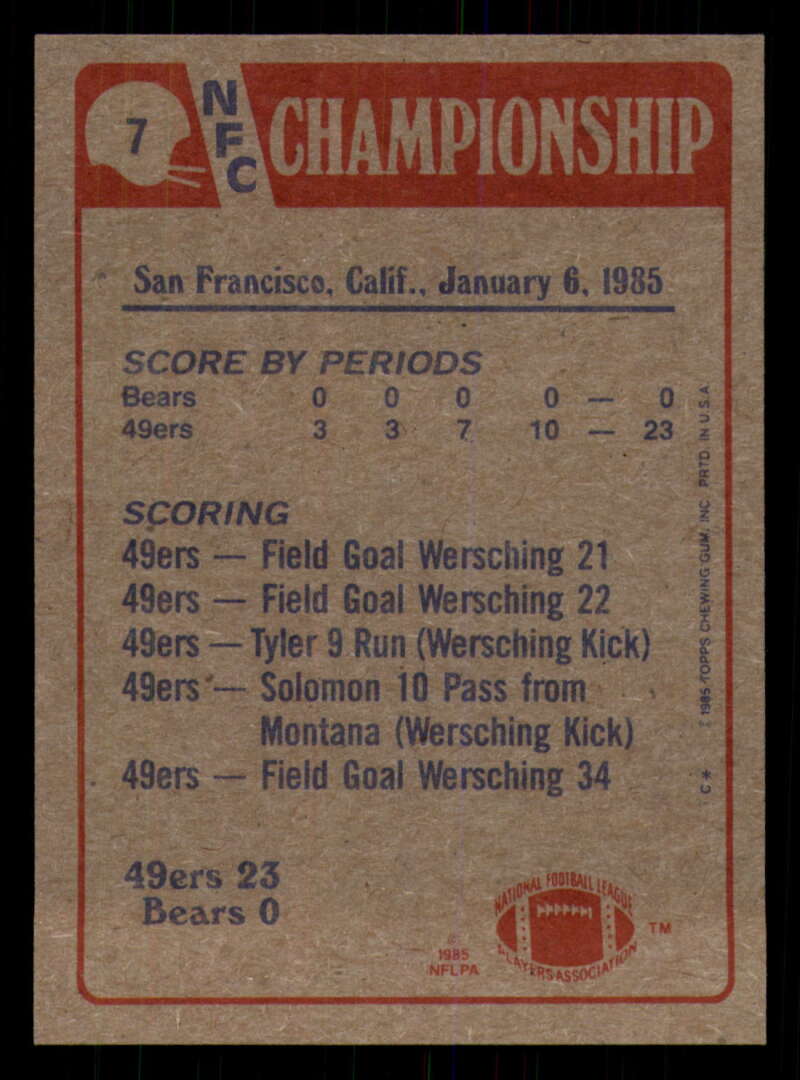 7
NFC CHAMPIONSHIP
San Francisco, Calif., January 6, 1985
SCORE BY PERIODS
Bears 0 0 0 0 — 0
49ers 3 3 7 10 — 23
SCORING
49ers — Field Goal Wersching 21
49ers — Field Goal Wersching 22
49ers — Tyler 9 Run (Wersching Kick)
49ers — Solomon 10 Pass from
Montana (Wersching Kick)
49ers — Field Goal Wersching 34
49ers 23
Bears 0
© 1985
NFLPA
NATIONAL FOOTBALL LEAGUE
PLAYERS ASSOCIATION
TM
C* © 1985 TOPPS CHEWING GUM, INC. PRTD. IN U.S.A